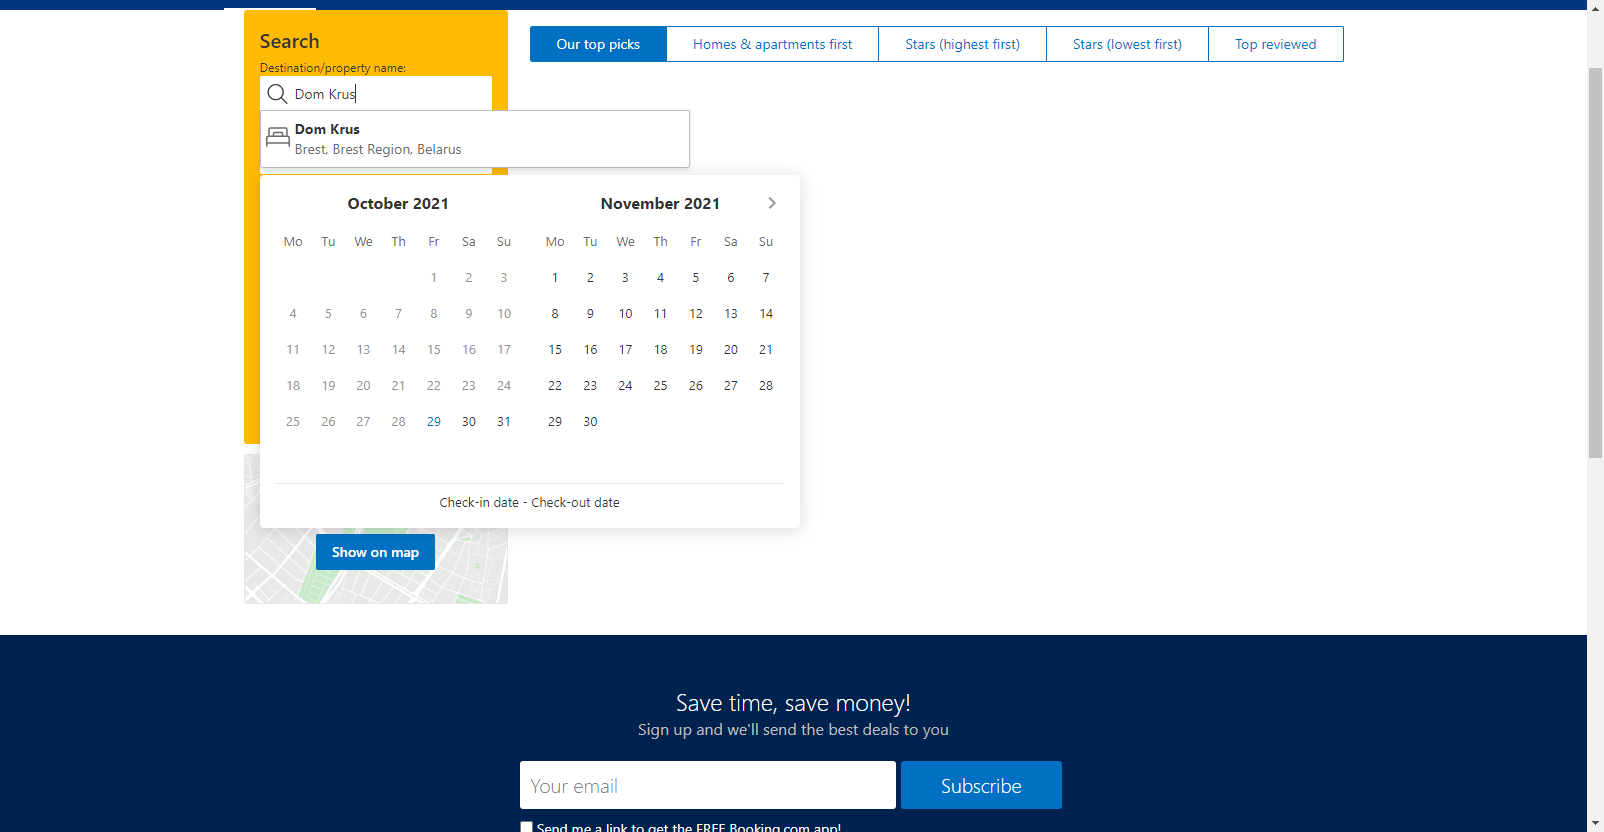 Search
Destination/property name:
Dom Krus
Dom Krus
Brest, Brest Region, Belarus
Our top picks Homes & apartments first Stars (highest first) Stars (lowest first) Top reviewed
October 2021
Mo Tu We Th Fr Sa Su
1 2 3
4 5 6 7 8 9 10
11 12 13 14 15 16 17
18 19 20 21 22 23 24
25 26 27 28 29 30 31
November 2021
Mo Tu We Th Fr Sa Su
1 2 3 4 5 6 7
8 9 10 11 12 13 14
15 16 17 18 19 20 21
22 23 24 25 26 27 28
29 30
Check-in date - Check-out date
Show on map
Save time, save money!
Sign up and we'll send the best deals to you
Your email
Subscribe
Send me a link to get the FREE Booking.com app!